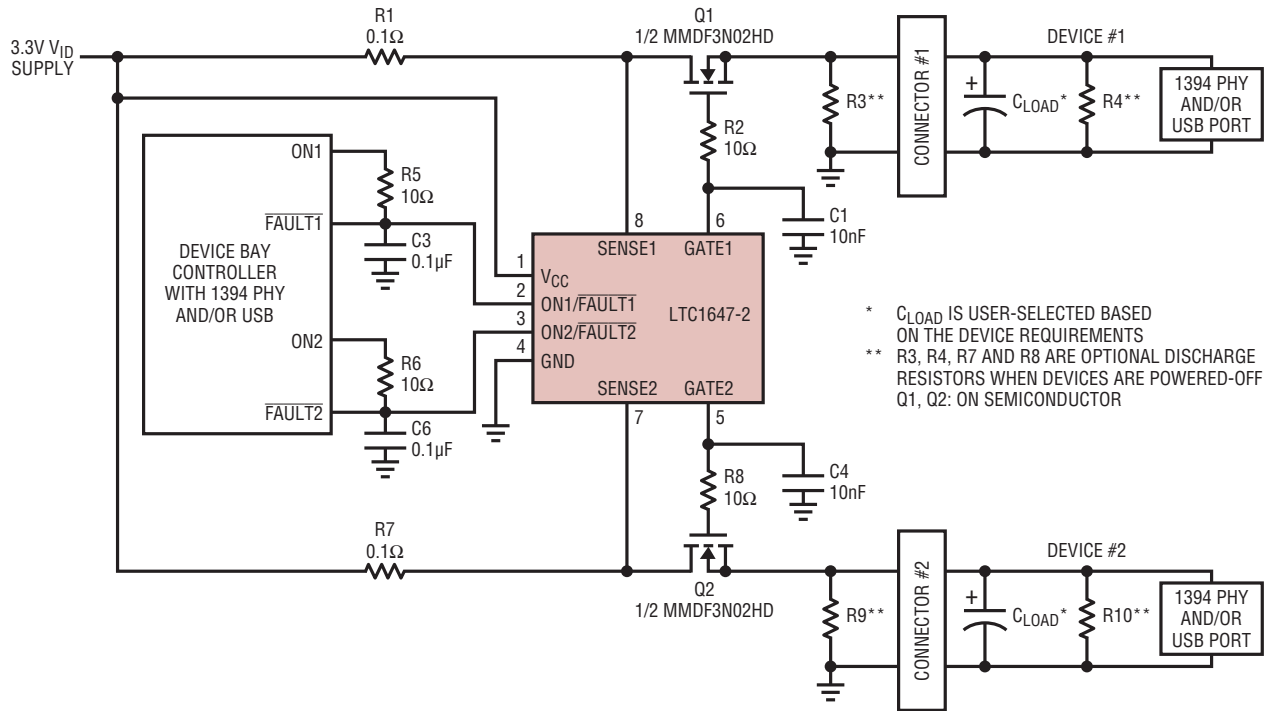 3.3V VID
SUPPLY
R1
0.1Ω
Q1
1/2 MMDF3N02HD
R3**
CONNECTOR #1
DEVICE #1
+
CLOAD*
R4**
1394 PHY
AND/OR
USB PORT
R2
10Ω
C1
10nF
ON1
R5
10Ω
FAULT1
C3
0.1µF
DEVICE BAY
CONTROLLER
WITH 1394 PHY
AND/OR USB
ON2
R6
10Ω
FAULT2
C6
0.1µF
8
6
SENSE1
GATE1
1
VCC
2
ON1/FAULT1
3
ON2/FAULT2
4
GND
LTC1647-2
SENSE2
GATE2
7
5
* CLOAD IS USER-SELECTED BASED
ON THE DEVICE REQUIREMENTS
** R3, R4, R7 AND R8 ARE OPTIONAL DISCHARGE
RESISTORS WHEN DEVICES ARE POWERED-OFF
Q1, Q2: ON SEMICONDUCTOR
R8
10Ω
C4
10nF
R7
0.1Ω
Q2
1/2 MMDF3N02HD
R9**
CONNECTOR #2
DEVICE #2
+
CLOAD*
R10**
1394 PHY
AND/OR
USB PORT